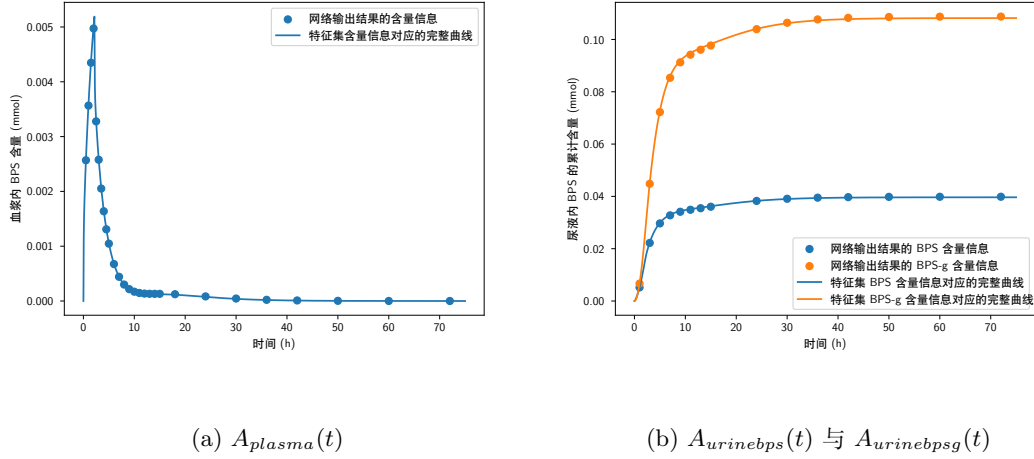 0.005
0.004
0.003
0.002
0.001
0.000
血浆内 BPS 含量 (mmol)
网络输出结果的含量信息
特征集含量信息对应的完整曲线
0 10 20 30 40 50 60 70
时间 (h)
(a) A_{plasma}(t)
0.10
0.08
0.06
0.04
0.02
0.00
尿液内 BPS 的累计含量 (mmol)
网络输出结果的 BPS 含量信息
网络输出结果的 BPS-g 含量信息
特征集 BPS 含量信息对应的完整曲线
特征集 BPS-g 含量信息对应的完整曲线
0 10 20 30 40 50 60 70
时间 (h)
(b) A_{urinebps}(t) 与 A_{urinebpsg}(t)